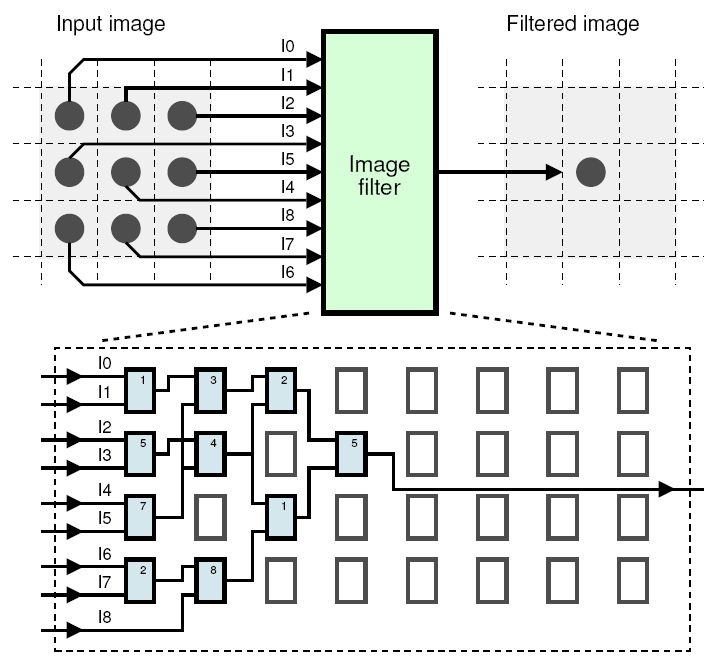 Input image
Filtered image
I0
I1
I2
I3
I5
I4
I8
I7
I6
Image
filter
I0
I1
I2
I3
I4
I5
I6
I7
I8
1
3
2
5
4
5
7
1
2
8